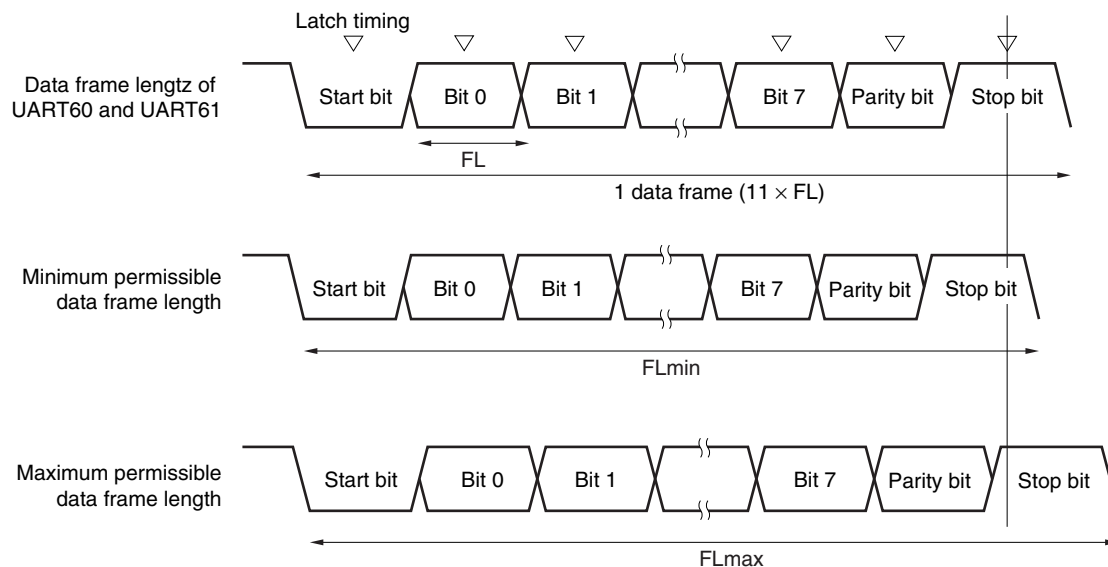 Latch timing
Data frame lengtz of
UART60 and UART61
Start bit
Bit 0
Bit 1
Bit 7
Parity bit
Stop bit
FL
1 data frame (11 × FL)
Minimum permissible
data frame length
Start bit
Bit 0
Bit 1
Bit 7
Parity bit
Stop bit
FLmin
Maximum permissible
data frame length
Start bit
Bit 0
Bit 1
Bit 7
Parity bit
Stop bit
FLmax